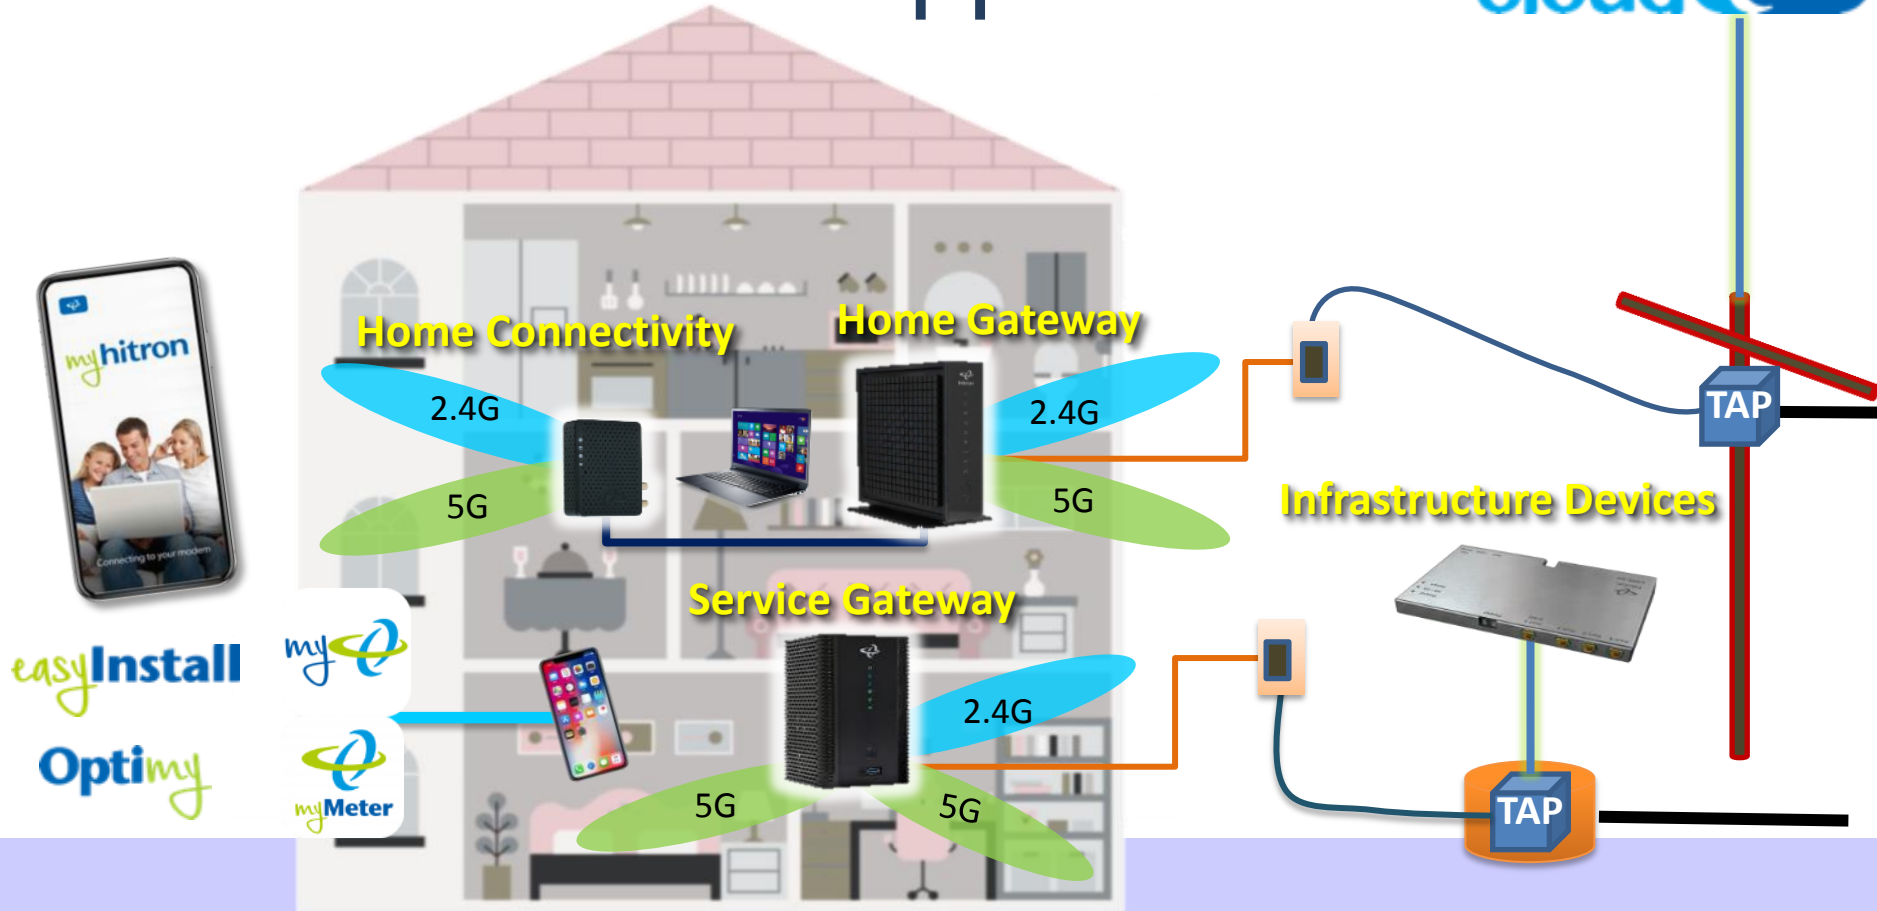 cloud
myhitron
Connecting to your modem
easyInstall
Optimy
my
myMeter
Home Connectivity
2.4G
5G
Home Gateway
2.4G
5G
Service Gateway
2.4G
5G
5G
TAP
Infrastructure Devices
TAP